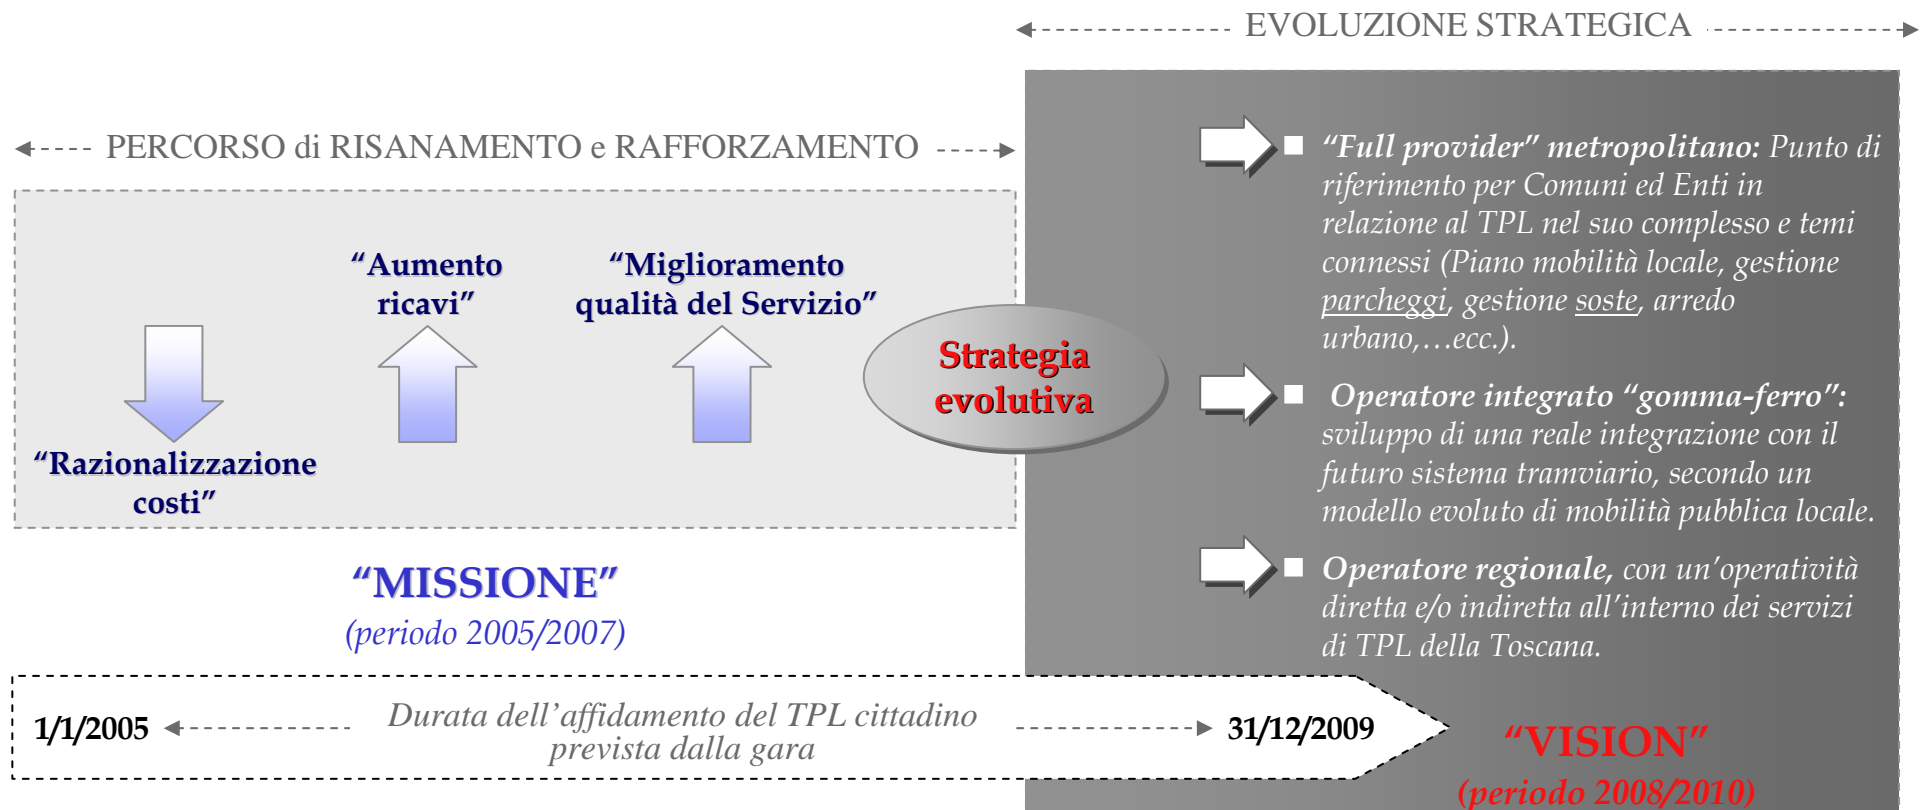 EVOLUZIONE STRATEGICA
PERCORSO di RISANAMENTO e RAFFORZAMENTO
“Aumento
ricavi”
“Miglioramento
qualità del Servizio”
“Razionalizzazione
costi”
Strategia
evolutiva
“Full provider” metropolitano: Punto di
riferimento per Comuni ed Enti in
relazione al TPL nel suo complesso e temi
connessi (Piano mobilità locale, gestione
parcheggi, gestione soste, arredo
urbano,…ecc.).
Operatore integrato “gomma-ferro”:
sviluppo di una reale integrazione con il
futuro sistema tramviario, secondo un
modello evoluto di mobilità pubblica locale.
Operatore regionale, con un’operatività
diretta e/o indiretta all’interno dei servizi
di TPL della Toscana.
“MISSIONE”
(periodo 2005/2007)
1/1/2005
Durata dell’affidamento del TPL cittadino
prevista dalla gara
31/12/2009
“VISION”
(periodo 2008/2010)